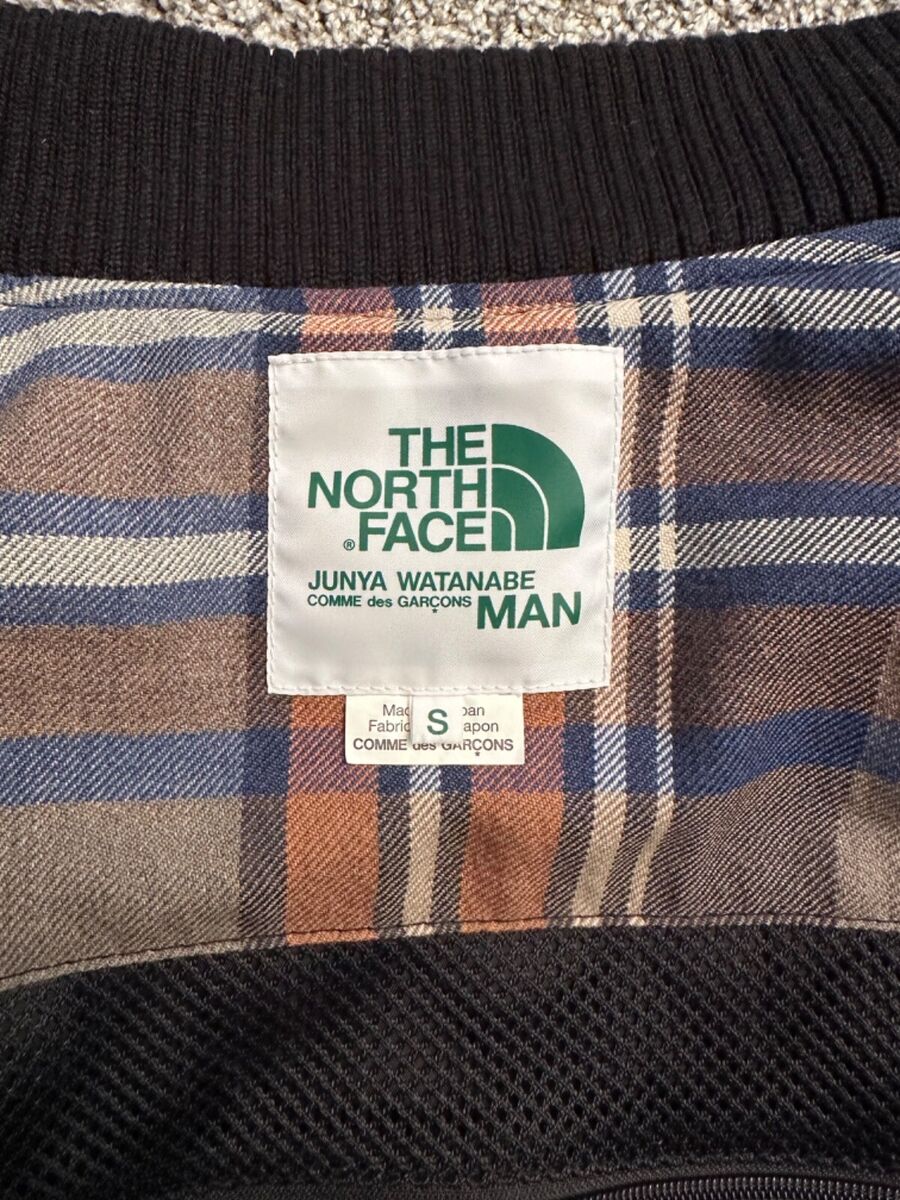 THE
NORTH
FACE
®
JUNYA WATANABE
COMME des GARÇONS MAN
S
COMME des GARÇONS